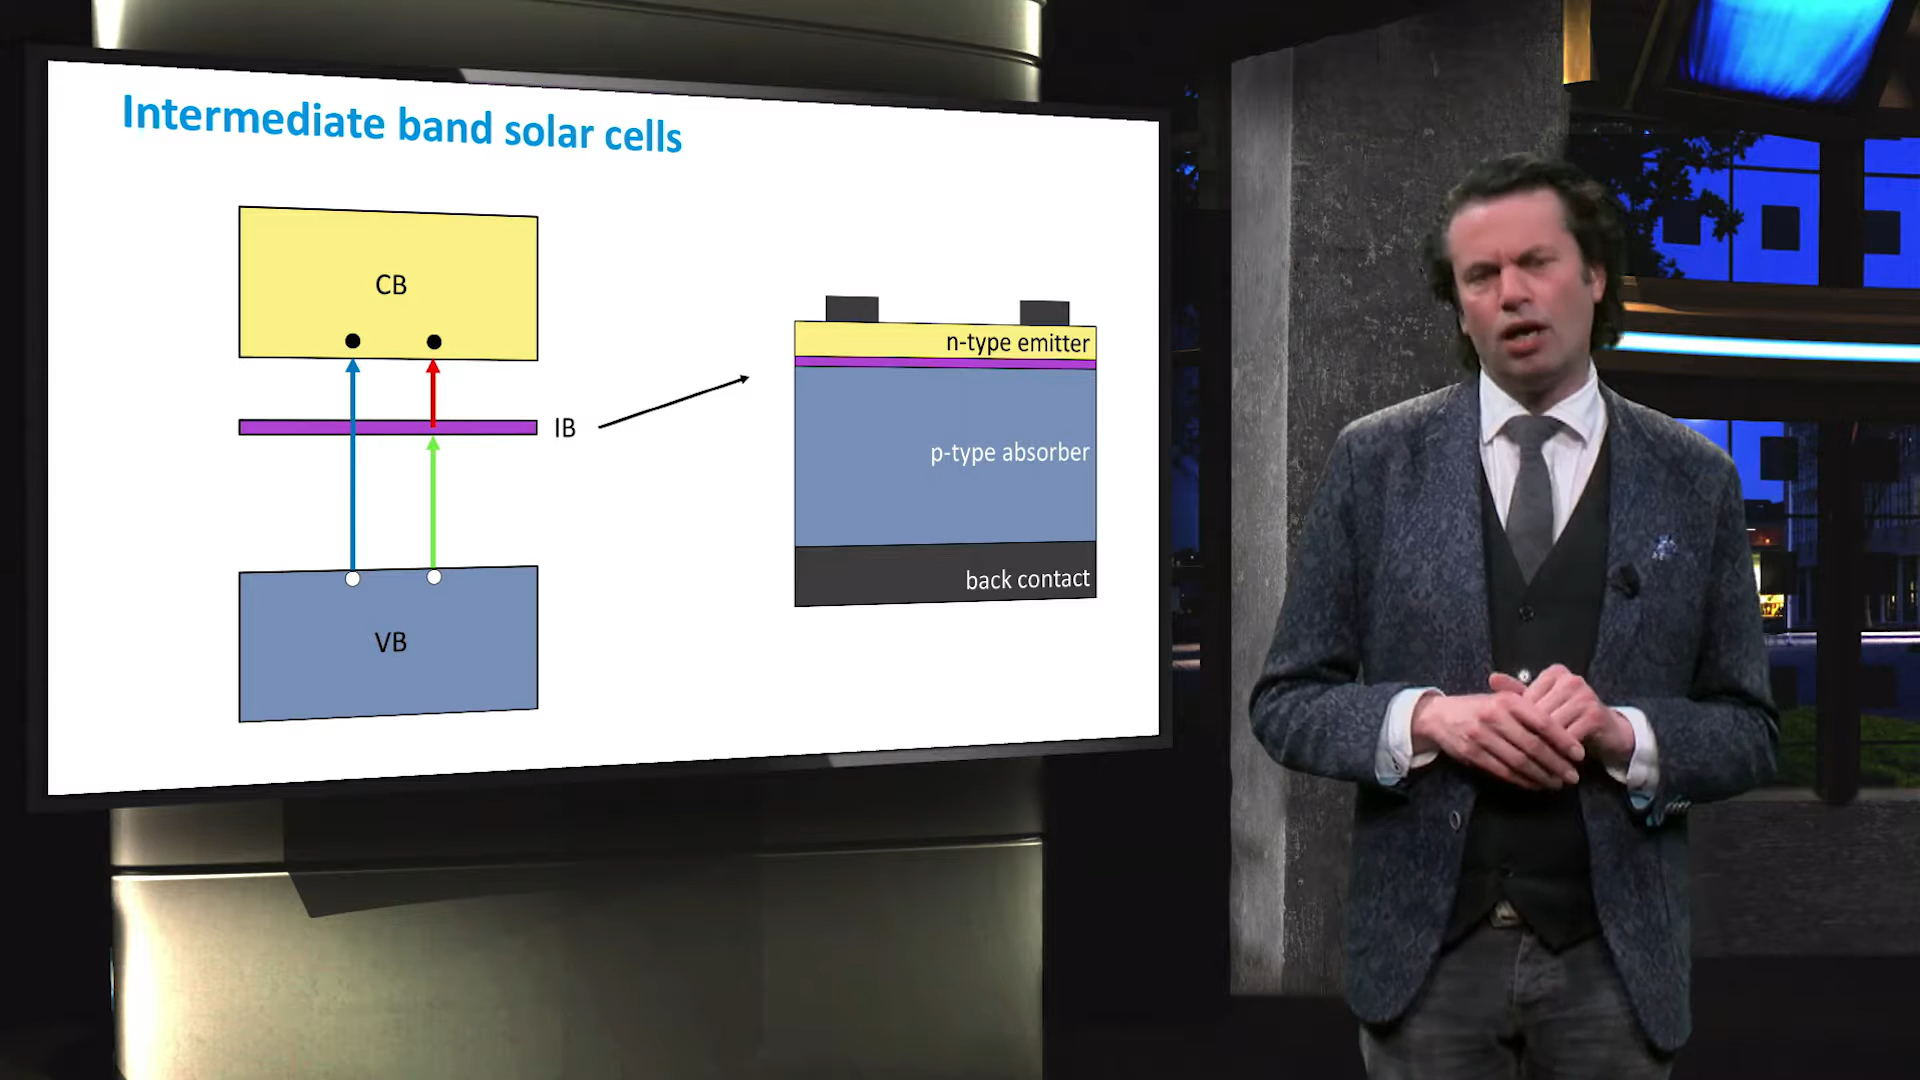 Intermediate band solar cells
CB
IB
VB
n-type emitter
p-type absorber
back contact